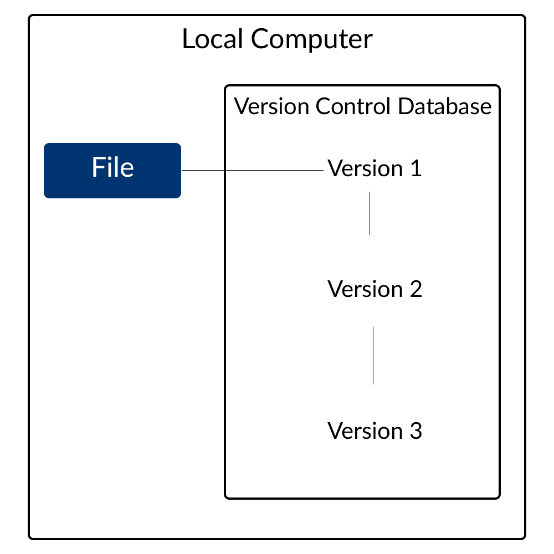 Local Computer
Version Control Database
File
Version 1
Version 2
Version 3